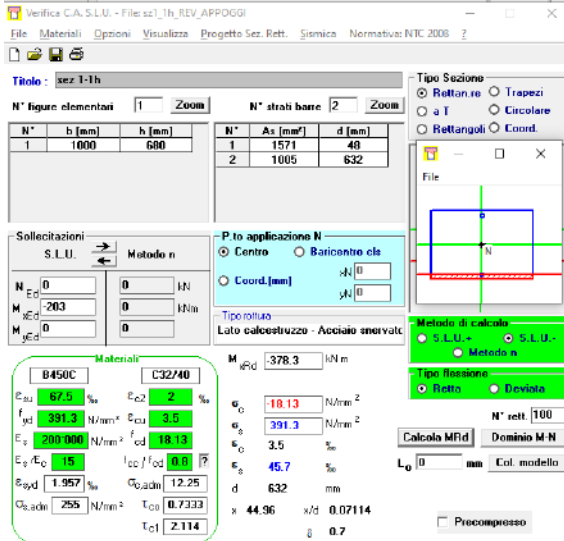 Verifica C.A. S.L.U. - File: sz1_1h_REV_APPOGGI
File Materiali Opzioni Visualizza Progetto Sez. Rett. Sismica Normativa: NTC 2008 ?
Titolo : sez 1-1h
N° figure elementari 1 Zoom N° strati barre 2 Zoom
N° b [mm] h [mm]
1 1000 680
N° As [mm²] d [mm]
1 1571 48
2 1005 632
Tipo Sezione
Rettan.re Trapezi
a T Circolare
Rettangoli Coord.
File
N
Sollecitazioni
S.L.U. Metodo n
N Ed 0 0 kN
M xEd -203 0 kNm
M yEd 0 0
P.to applicazione N
Centro Baricentro cls
Coord.[mm] xN 0
yN 0
Tipo rottura
Lato calcestruzzo - Acciaio snervato
Metodo di calcolo
S.L.U.+ S.L.U.-
Metodo n
Tipo flessione
Retta Deviata
N° rett. 100
Calcola MRd Dominio M-N
L0 0 mm Col. modello
Precompresso
Materiali
B450C C32/40
εsu 67.5 ‰ εc2 2 ‰
fyd 391.3 N/mm² εcu 3.5
Es 200'000 N/mm² fcd 18.13
Es/Ec 15 fcc/fcd 0.8 ?
εsyd 1.957 ‰ σc,adm 12.25
σs,adm 255 N/mm² τco 0.7333
τc1 2.114
M xRd -378.3 kN m
σc -18.13 N/mm²
σs 391.3 N/mm²
εc 3.5 ‰
εs 45.7 ‰
d 632 mm
x 44.96 x/d 0.07114
δ 0.7